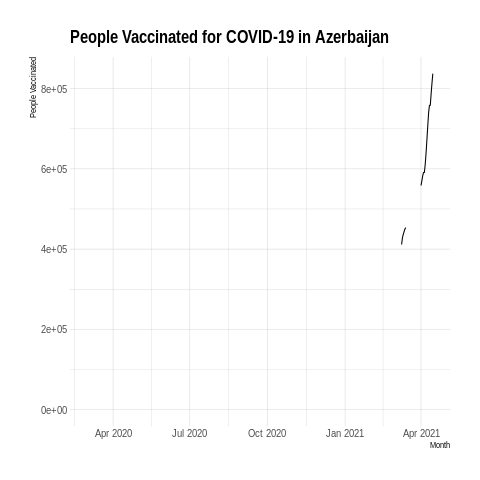 People Vaccinated for COVID-19 in Azerbaijan
People Vaccinated
8e+05
6e+05
4e+05
2e+05
0e+00
Apr 2020 Jul 2020 Oct 2020 Jan 2021 Apr 2021
Month